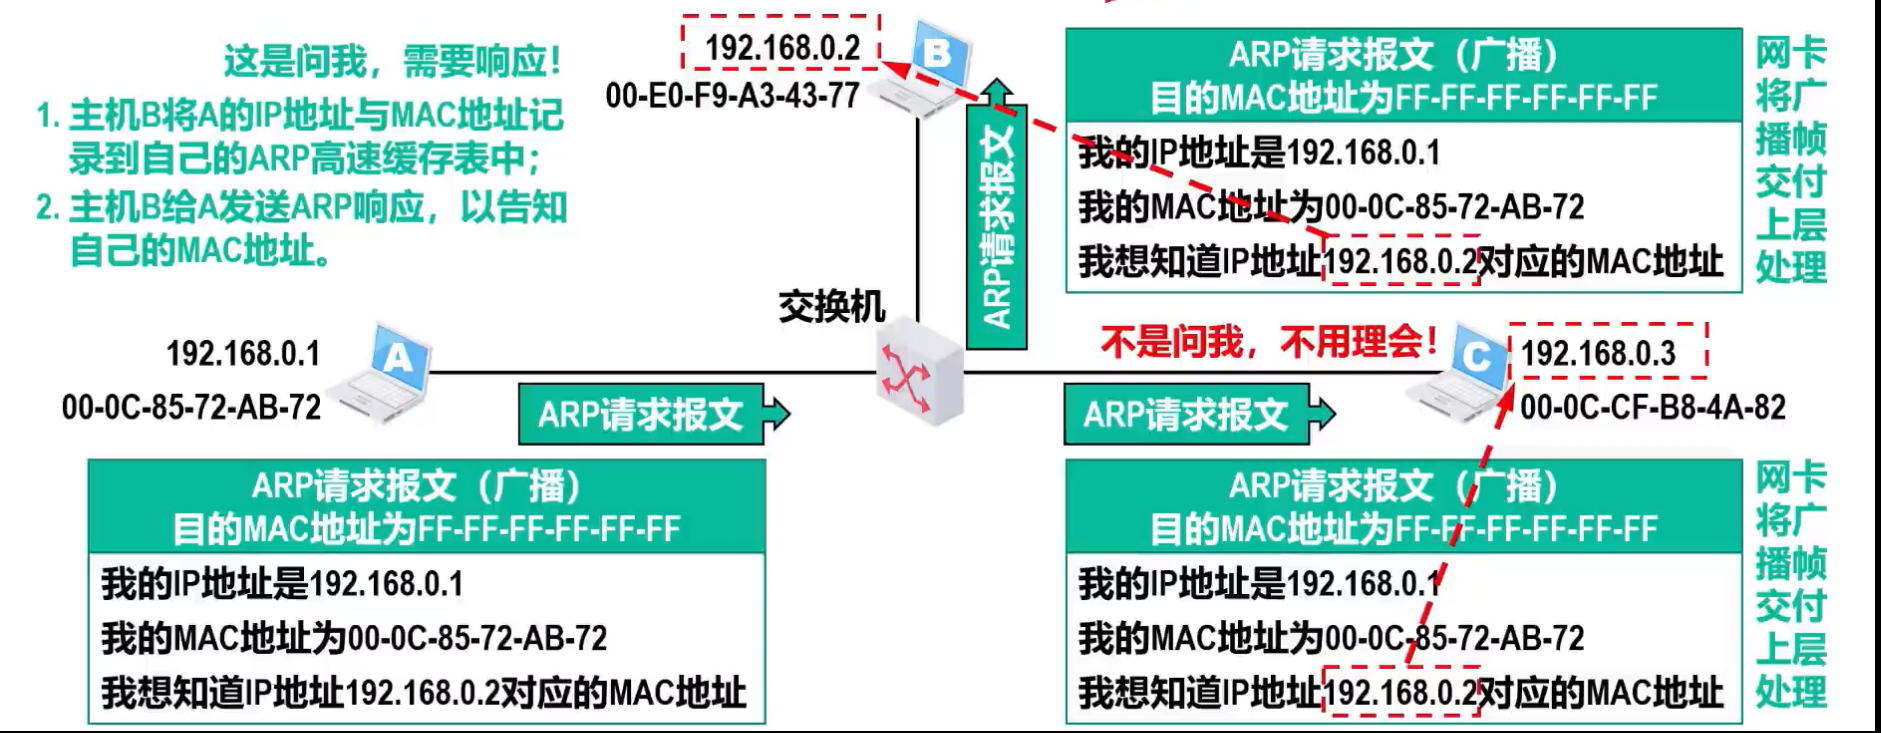 这是问我，需要响应！
1. 主机B将A的IP地址与MAC地址记
录到自己的ARP高速缓存表中；
2. 主机B给A发送ARP响应，以告知
自己的MAC地址。
192.168.0.2
00-E0-F9-A3-43-77
B
ARP请求报文
ARP请求报文（广播）
目的MAC地址为FF-FF-FF-FF-FF-FF
我的IP地址是192.168.0.1
我的MAC地址为00-0C-85-72-AB-72
我想知道IP地址192.168.0.2对应的MAC地址
网卡
将广
播帧
交付
上层
处理
交换机
192.168.0.1
00-0C-85-72-AB-72
A
ARP请求报文
不是问我，不用理会！
ARP请求报文
C
192.168.0.3
00-0C-CF-B8-4A-82
ARP请求报文（广播）
目的MAC地址为FF-FF-FF-FF-FF-FF
我的IP地址是192.168.0.1
我的MAC地址为00-0C-85-72-AB-72
我想知道IP地址192.168.0.2对应的MAC地址
ARP请求报文（广播）
目的MAC地址为FF-FF-FF-FF-FF-FF
我的IP地址是192.168.0.1
我的MAC地址为00-0C-85-72-AB-72
我想知道IP地址192.168.0.2对应的MAC地址
网卡
将广
播帧
交付
上层
处理